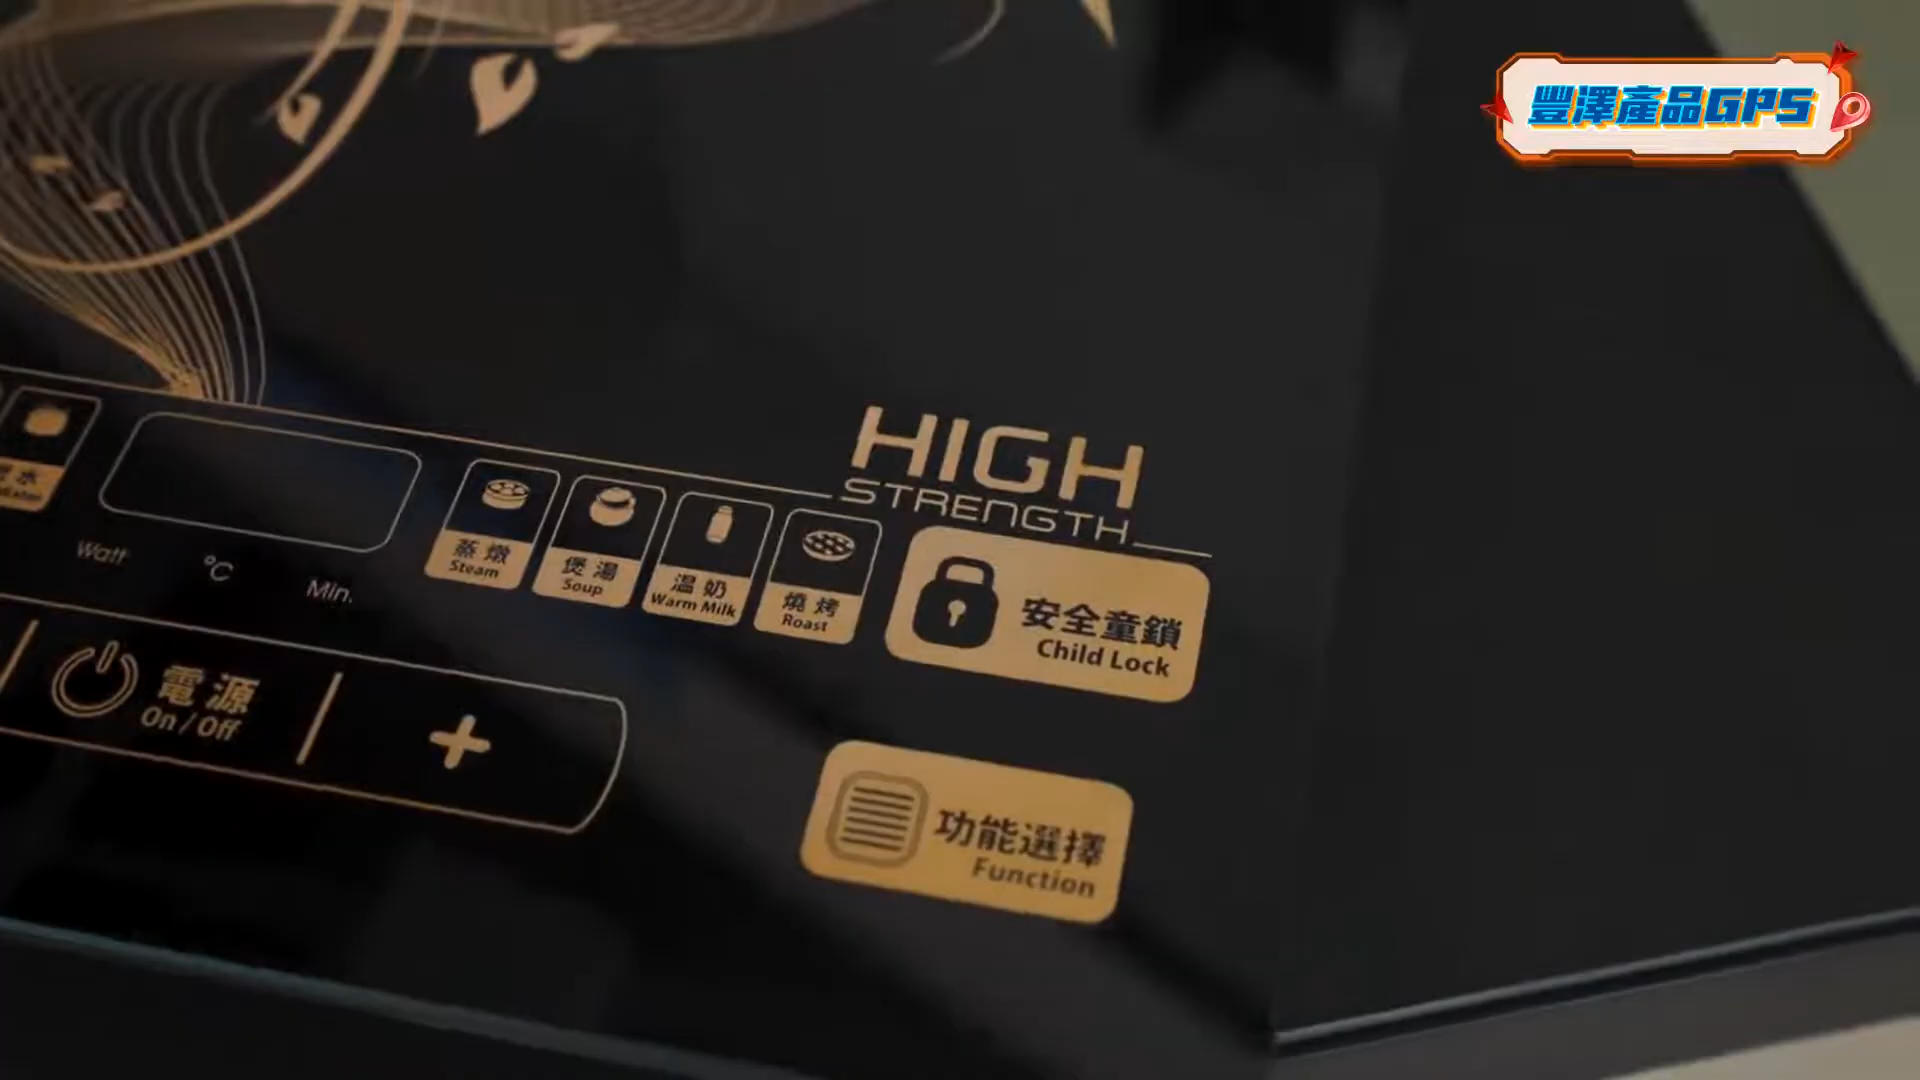 豐澤產品GPS
HIGH
STRENGTH
水
Watt
℃
Min.
蒸燉
Steam
煲湯
Soup
溫奶
Warm Milk
燒烤
Roast
安全童鎖
Child Lock
電源
On / Off
+
功能選擇
Function